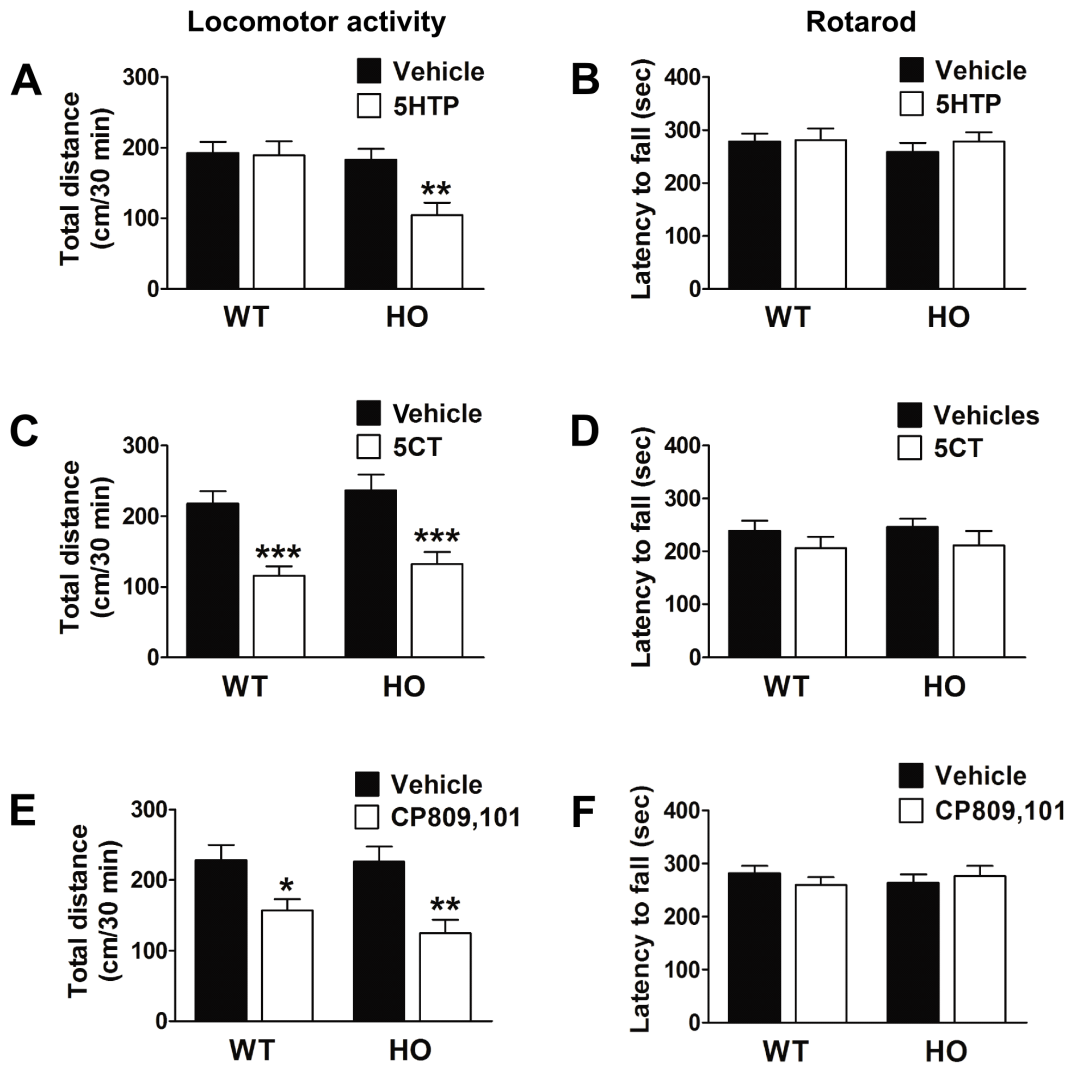 Locomotor activity
Rotarod
A
Vehicle
5HTP
Total distance
(cm/30 min)
300
200
100
0
**
WT
HO
B
Vehicle
5HTP
Latency to fall (sec)
400
300
200
100
0
WT
HO
C
Vehicle
5CT
Total distance
(cm/30 min)
300
200
100
0
***
***
WT
HO
D
Vehicles
5CT
Latency to fall (sec)
400
300
200
100
0
WT
HO
E
Vehicle
CP809,101
Total distance
(cm/30 min)
300
200
100
0
*
**
WT
HO
F
Vehicle
CP809,101
Latency to fall (sec)
400
300
200
100
0
WT
HO